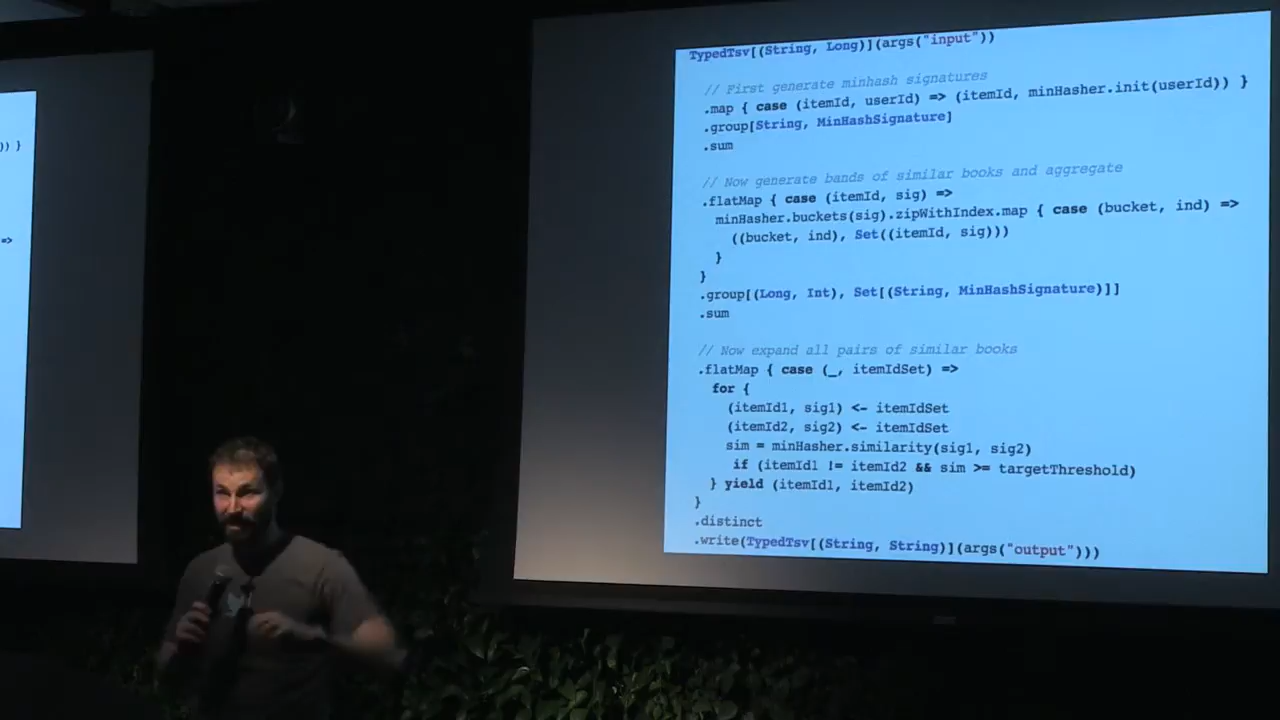 )) }
=>
TypedTsv[(String, Long)](args("input"))
// First generate minhash signatures
.map { case (itemId, userId) => (itemId, minHasher.init(userId)) }
.group[String, MinHashSignature]
.sum
// Now generate bands of similar books and aggregate
.flatMap { case (itemId, sig) =>
minHasher.buckets(sig).zipWithIndex.map { case (bucket, ind) =>
((bucket, ind), Set((itemId, sig)))
}
}
.group[(Long, Int), Set[(String, MinHashSignature)]]
.sum
// Now expand all pairs of similar books
.flatMap { case (_, itemIdSet) =>
for {
(itemId1, sig1) <- itemIdSet
(itemId2, sig2) <- itemIdSet
sim = minHasher.similarity(sig1, sig2)
if (itemId1 != itemId2 && sim >= targetThreshold)
} yield (itemId1, itemId2)
}
.distinct
.write(TypedTsv[(String, String)](args("output")))